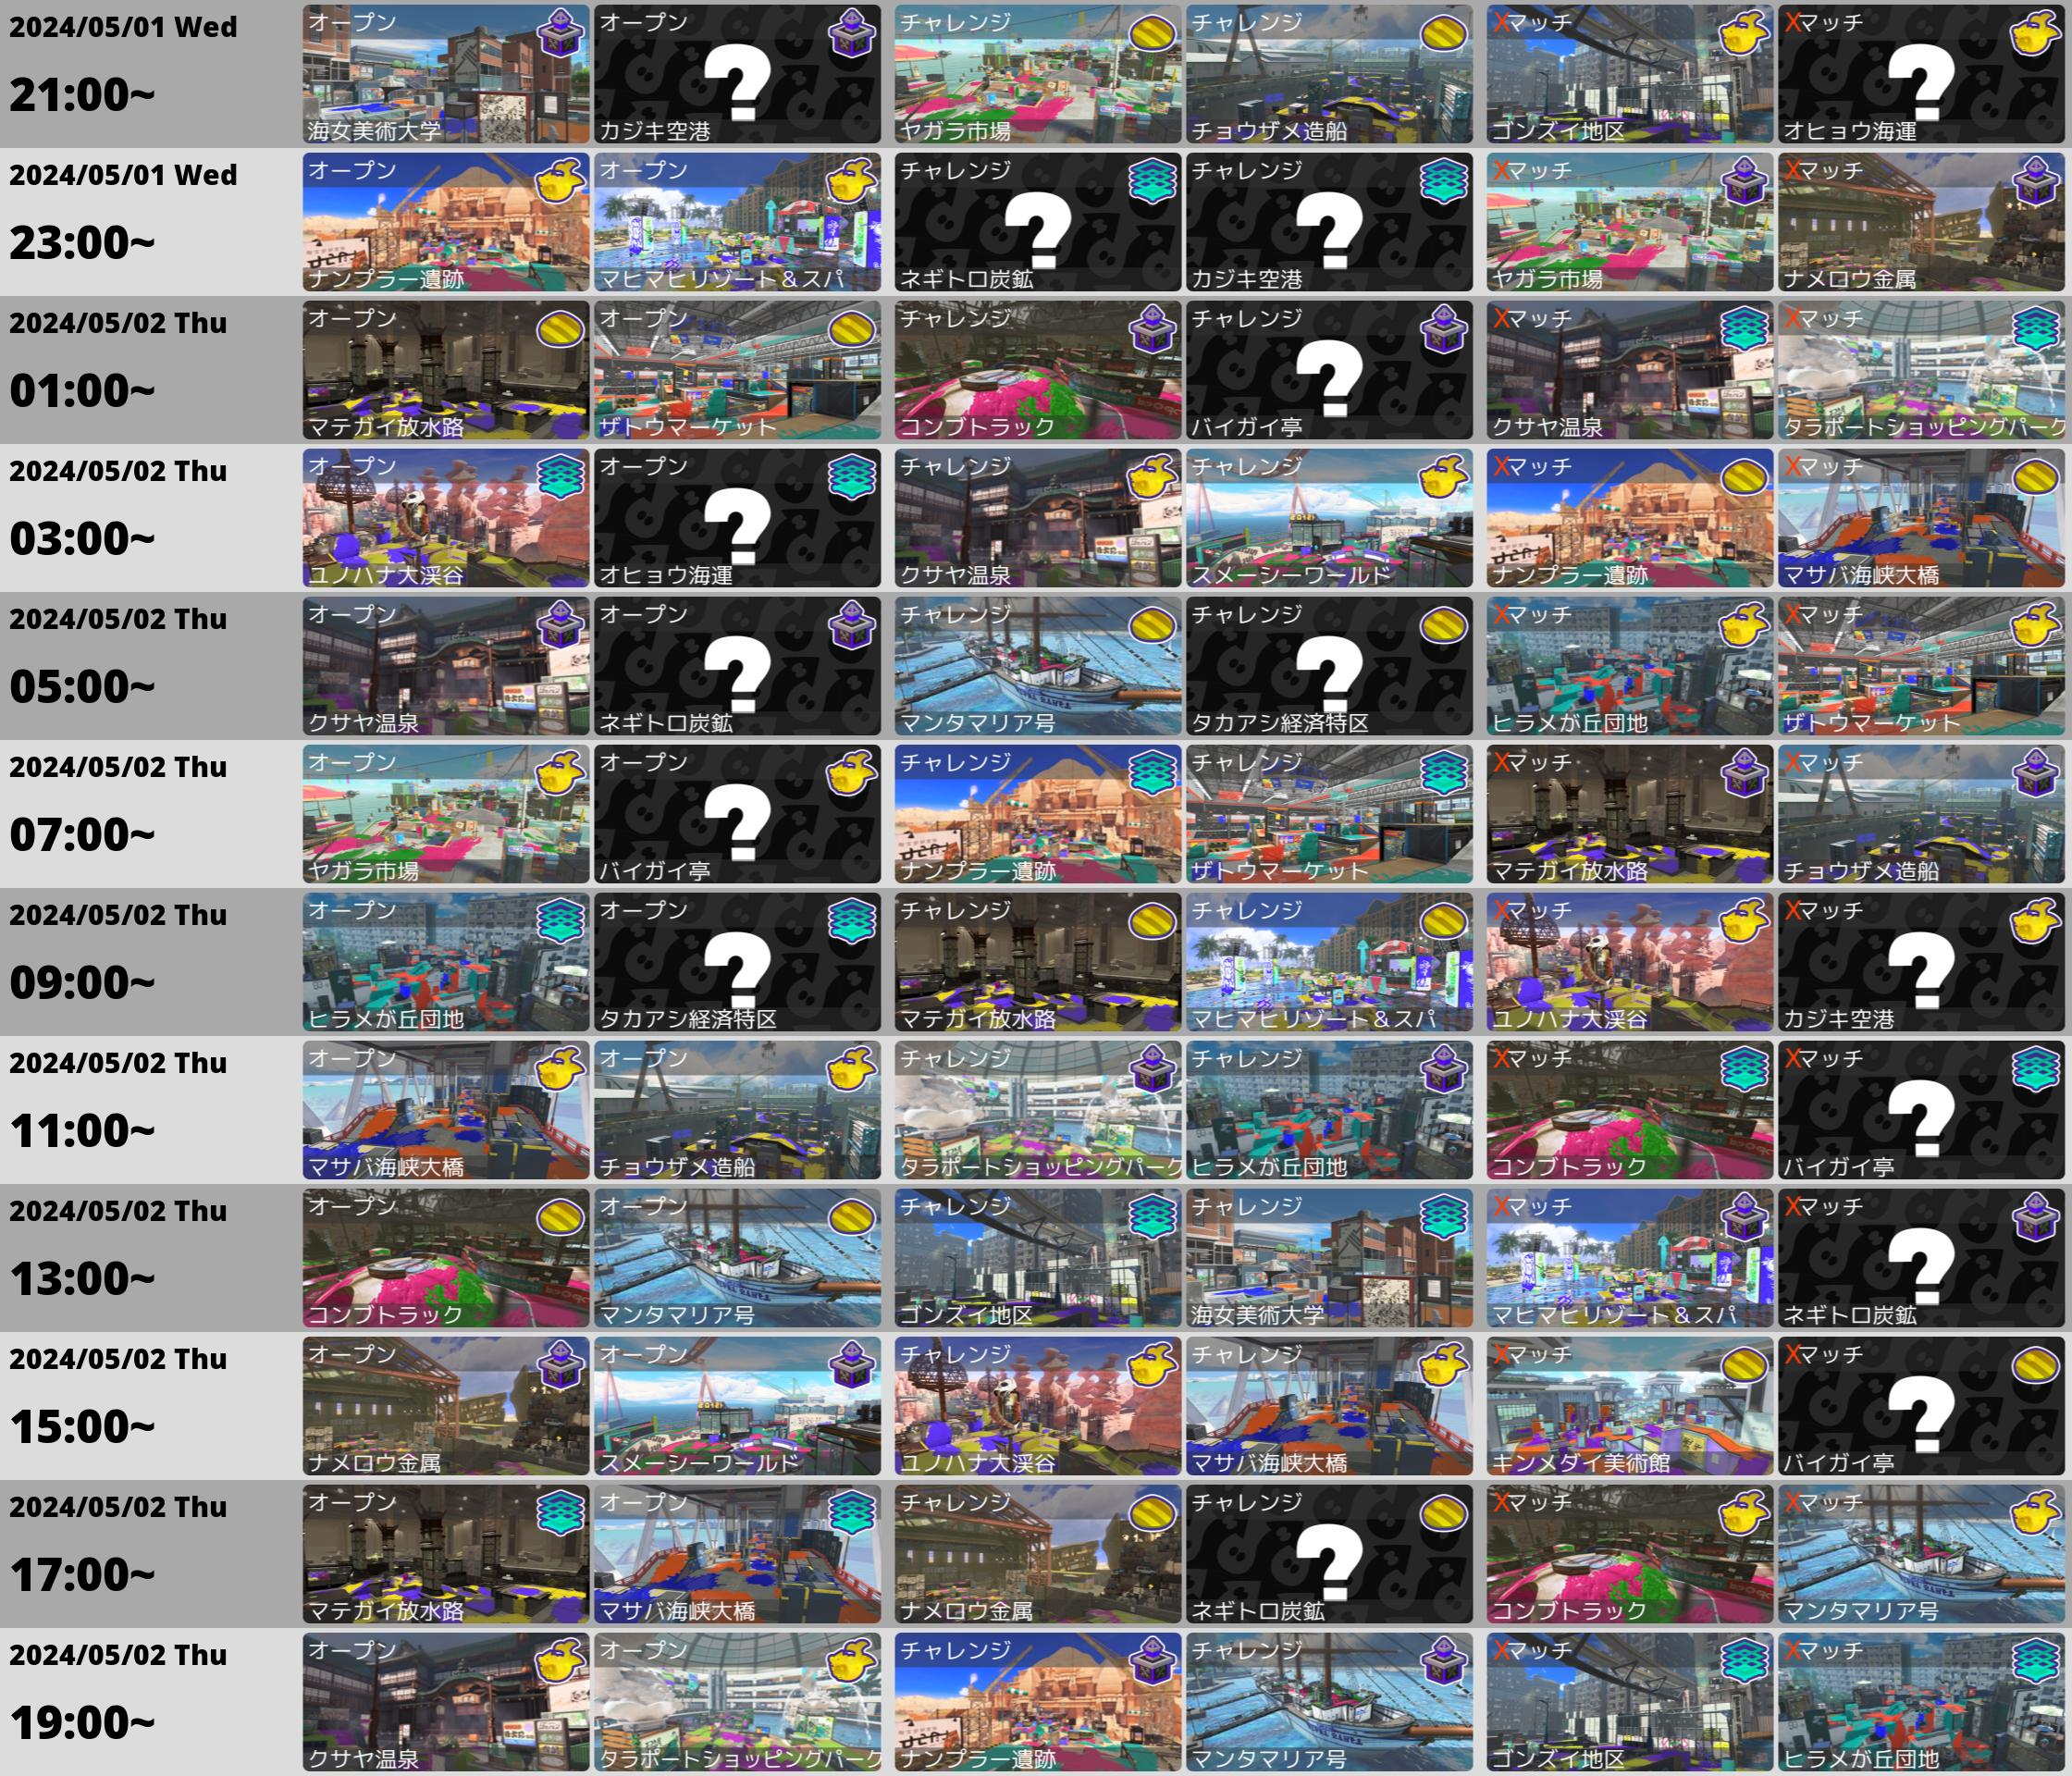 2024/05/01 Wed
21:00~
オープン
海女美術大学
オープン
?
カジキ空港
チャレンジ
ヤガラ市場
チャレンジ
チョウザメ造船
Xマッチ
ゴンズイ地区
Xマッチ
?
オヒョウ海運
2024/05/01 Wed
23:00~
オープン
ナンプラー遺跡
オープン
マヒマヒリゾート＆スパ
チャレンジ
?
ネギトロ炭鉱
チャレンジ
?
カジキ空港
Xマッチ
ヤガラ市場
Xマッチ
ナメロウ金属
2024/05/02 Thu
01:00~
オープン
マテガイ放水路
オープン
ザトウマーケット
チャレンジ
コンブトラック
チャレンジ
?
バイガイ亭
Xマッチ
クサヤ温泉
Xマッチ
タラポートショッピングパーク
2024/05/02 Thu
03:00~
オープン
ユノハナ大渓谷
オープン
?
オヒョウ海運
チャレンジ
クサヤ温泉
チャレンジ
スメーシーワールド
Xマッチ
ナンプラー遺跡
Xマッチ
マサバ海峡大橋
2024/05/02 Thu
05:00~
オープン
クサヤ温泉
オープン
?
ネギトロ炭鉱
チャレンジ
マンタマリア号
チャレンジ
?
タカアシ経済特区
Xマッチ
ヒラメが丘団地
Xマッチ
ザトウマーケット
2024/05/02 Thu
07:00~
オープン
ヤガラ市場
オープン
?
バイガイ亭
チャレンジ
ナンプラー遺跡
チャレンジ
ザトウマーケット
Xマッチ
マテガイ放水路
Xマッチ
チョウザメ造船
2024/05/02 Thu
09:00~
オープン
ヒラメが丘団地
オープン
?
タカアシ経済特区
チャレンジ
マテガイ放水路
チャレンジ
マヒマヒリゾート＆スパ
Xマッチ
ユノハナ大渓谷
Xマッチ
?
カジキ空港
2024/05/02 Thu
11:00~
オープン
マサバ海峡大橋
オープン
チョウザメ造船
チャレンジ
タラポートショッピングパーク
チャレンジ
ヒラメが丘団地
Xマッチ
コンブトラック
Xマッチ
?
バイガイ亭
2024/05/02 Thu
13:00~
オープン
コンブトラック
オープン
マンタマリア号
チャレンジ
ゴンズイ地区
チャレンジ
海女美術大学
Xマッチ
マヒマヒリゾート＆スパ
Xマッチ
?
ネギトロ炭鉱
2024/05/02 Thu
15:00~
オープン
ナメロウ金属
オープン
スメーシーワールド
チャレンジ
ユノハナ大渓谷
チャレンジ
マサバ海峡大橋
Xマッチ
キンメダイ美術館
Xマッチ
?
バイガイ亭
2024/05/02 Thu
17:00~
オープン
マテガイ放水路
オープン
マサバ海峡大橋
チャレンジ
ナメロウ金属
チャレンジ
?
ネギトロ炭鉱
Xマッチ
コンブトラック
Xマッチ
マンタマリア号
2024/05/02 Thu
19:00~
オープン
クサヤ温泉
オープン
タラポートショッピングパーク
チャレンジ
ナンプラー遺跡
チャレンジ
マンタマリア号
Xマッチ
ゴンズイ地区
Xマッチ
ヒラメが丘団地